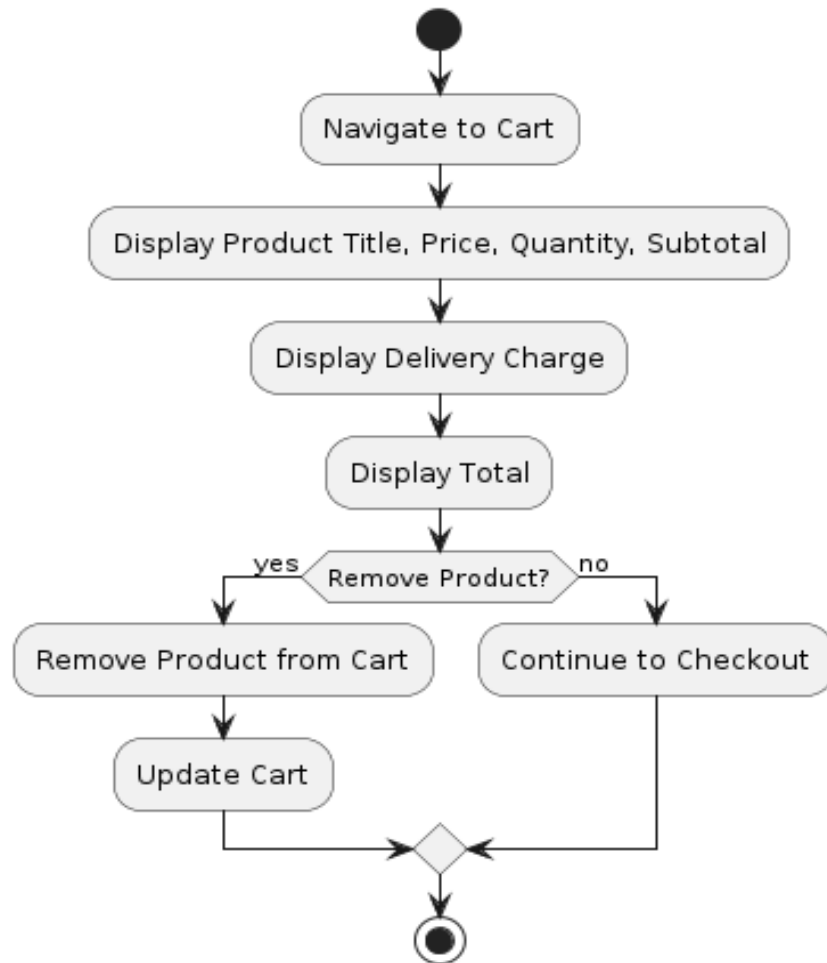 Navigate to Cart
Display Product Title, Price, Quantity, Subtotal
Display Delivery Charge
Display Total
yes
Remove Product?
no
Remove Product from Cart
Continue to Checkout
Update Cart